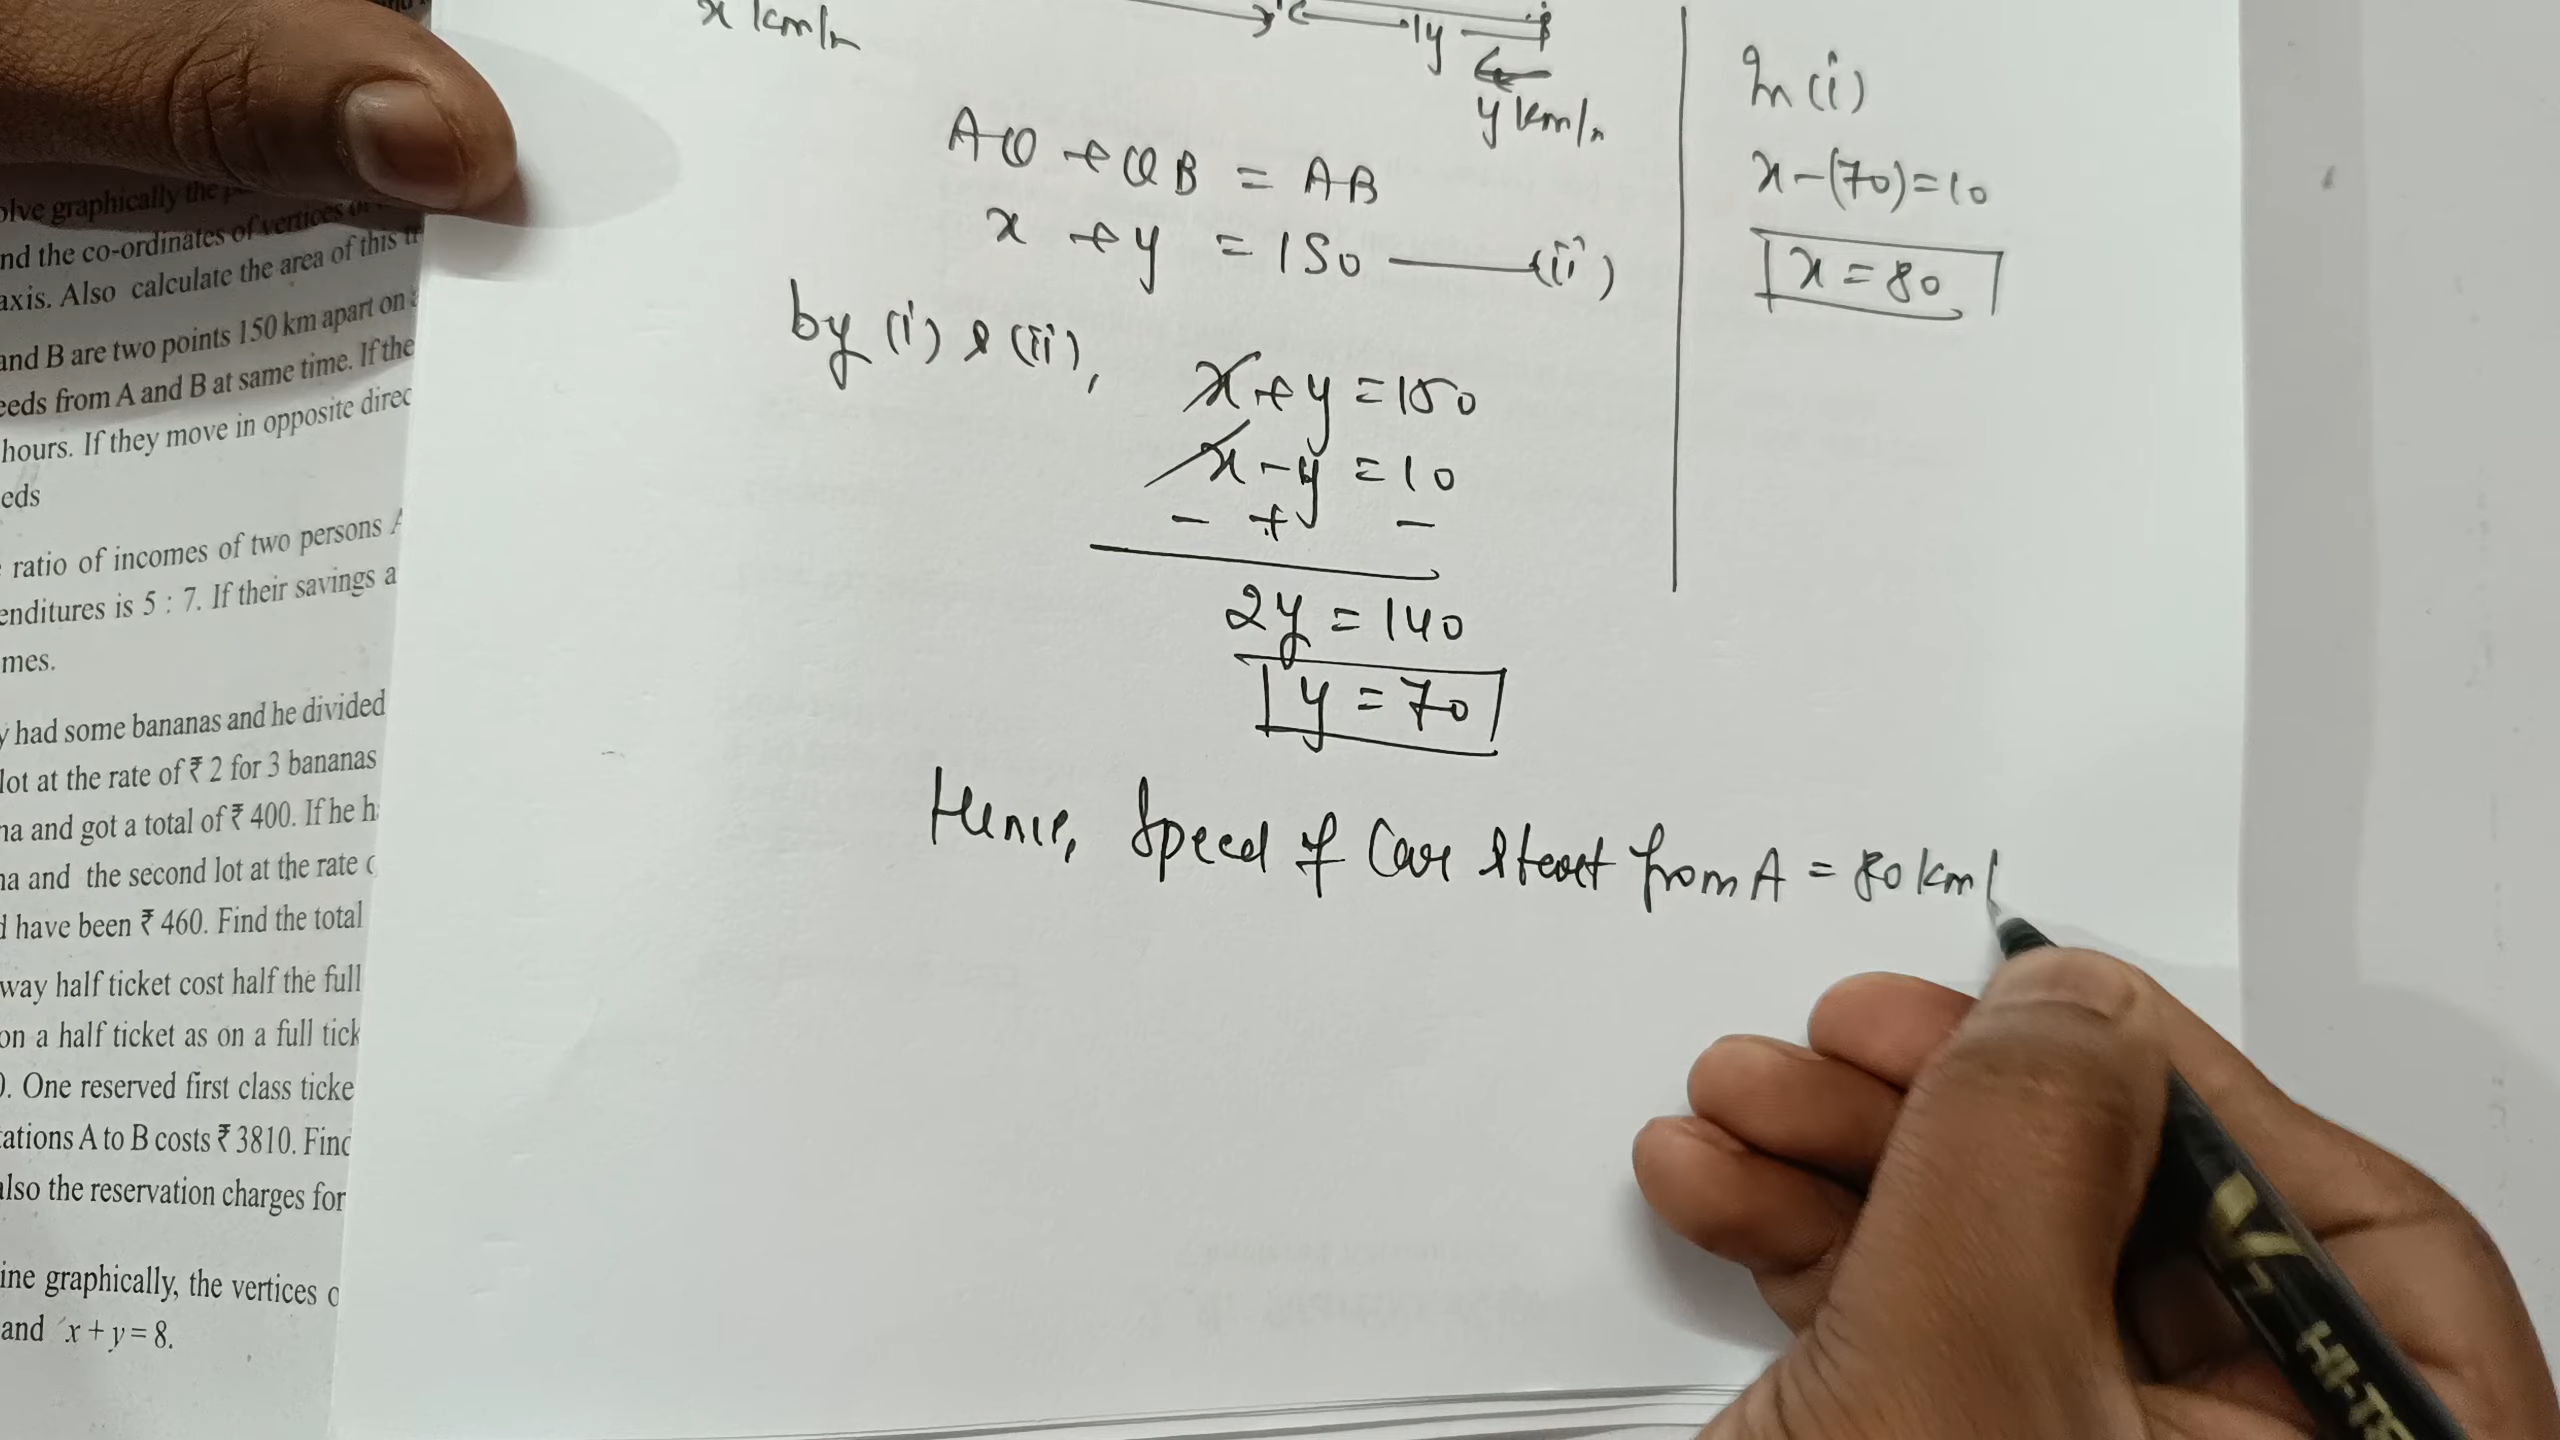 olve graphically the
nd the co-ordinates of vertices of
axis. Also calculate the area of this tr
and B are two points 150 km apart on
eeds from A and B at same time. If the
hours. If they move in opposite direc
eds
ratio of incomes of two persons A
enditures is 5 : 7. If their savings a
mes.
y had some bananas and he divided
lot at the rate of ₹ 2 for 3 bananas
na and got a total of ₹ 400. If he h
na and the second lot at the rate
d have been ₹ 460. Find the total
way half ticket cost half the full
on a half ticket as on a full tick
0. One reserved first class ticke
tations A to B costs ₹ 3810. Find
also the reservation charges for
ine graphically, the vertices o
and x + y = 8.
x km/h
y
y km/h
AQ + QB = AB
x + y = 150 (ii)
by (i) & (ii),
x + y = 150
x - y = 10
- + -
2y = 140
y = 70
In (i)
x - (70) = 10
x = 80
Hence, Speed of Car start from A = 80 km/
HI-TE